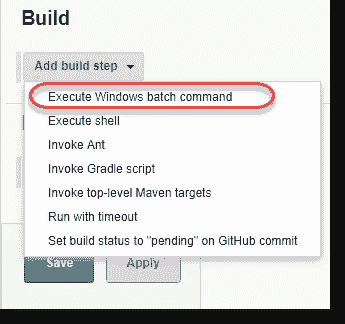 Build
Add build step
Execute Windows batch command
Execute shell
Invoke Ant
Invoke Gradle script
Invoke top-level Maven targets
Run with timeout
Set build status to "pending" on GitHub commit
Save
Apply